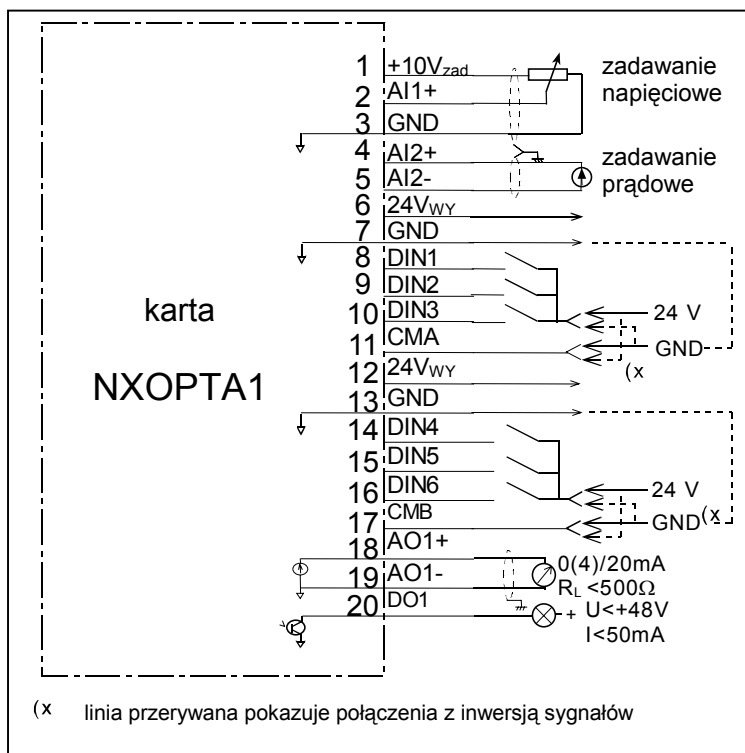 1 +10Vzad
2 AI1+
3 GND
4 AI2+
5 AI2-
6 24VWY
7 GND
8 DIN1
9 DIN2
10 DIN3
11 CMA
12 24VWY
13 GND
14 DIN4
15 DIN5
16 DIN6
17 CMB
18 AO1+
19 AO1-
20 DO1
karta
NXOPTA1
zadawanie
napięciowe
zadawanie
prądowe
24 V
GND
(x
24 V
GND (x
0(4)/20mA
RL <500Ω
+ U<+48V
I<50mA
(x linia przerywana pokazuje połączenia z inwersją sygnałów